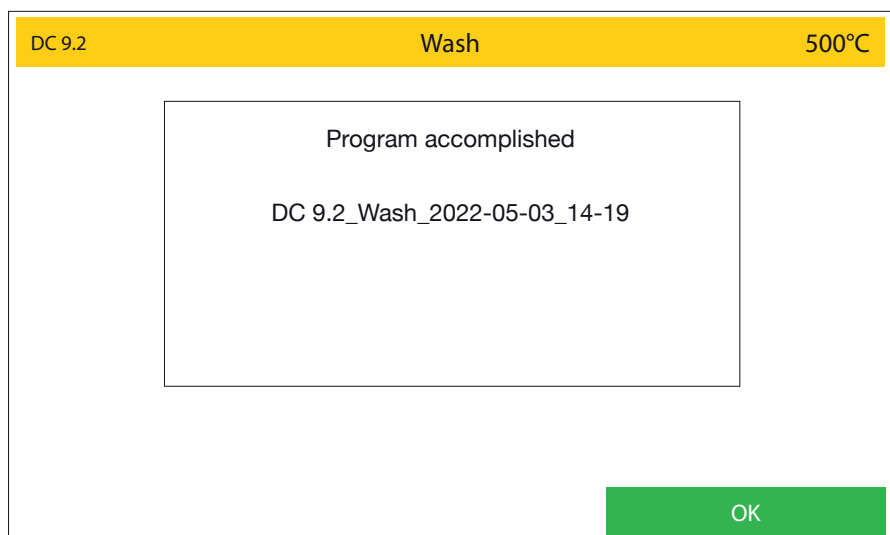 DC 9.2 Wash 500°C
Program accomplished
DC 9.2_Wash_2022-05-03_14-19
OK